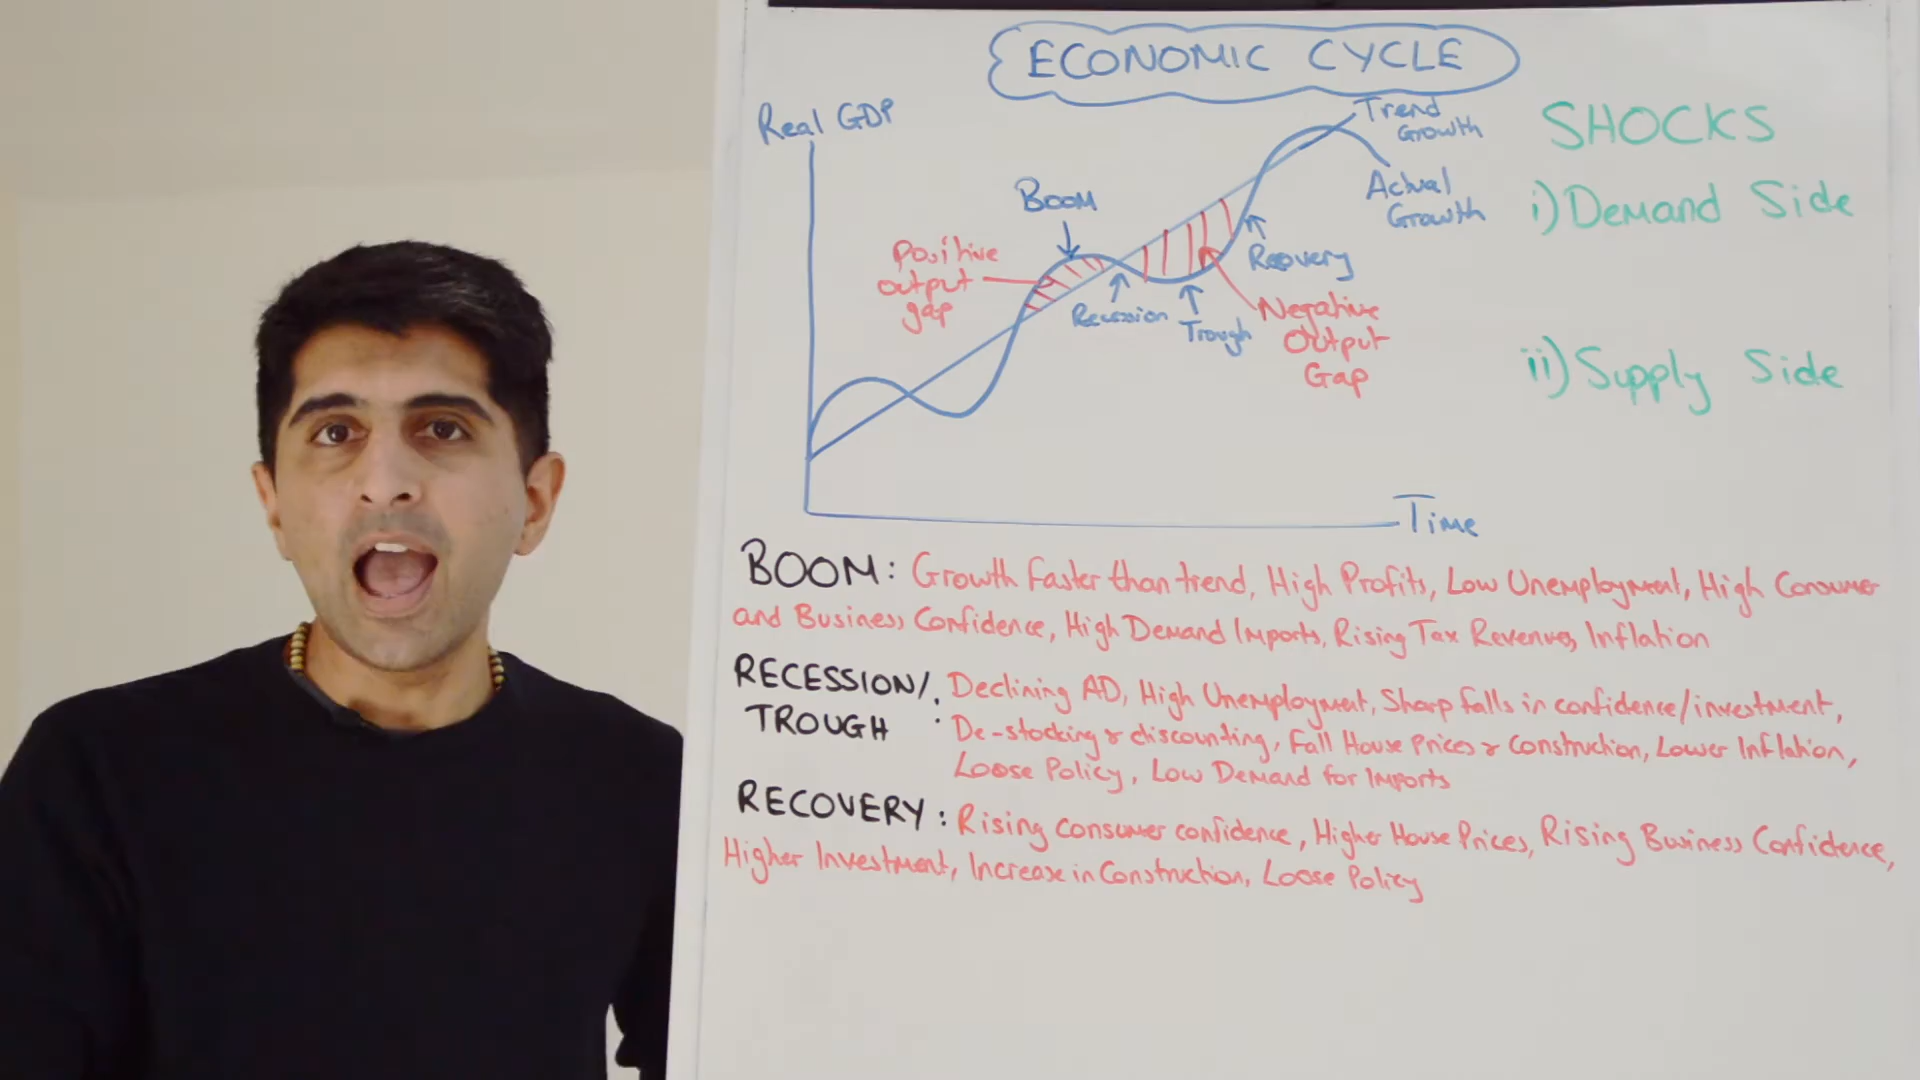 ECONOMIC CYCLE
Real GDP
Trend
Growth
Actual
Growth
BOOM
Positive
output
gap
Recession
Trough
Recovery
Negative
Output
Gap
Time
SHOCKS
i) Demand Side
ii) Supply Side
BOOM: Growth faster than trend, High Profits, Low Unemployment, High Consumer
and Business Confidence, High Demand Imports, Rising Tax Revenues, Inflation
RECESSION/ : Declining AD, High Unemployment, Sharp falls in confidence/investment,
TROUGH De-stocking & discounting, Fall House Prices & Construction, Lower Inflation,
Loose Policy, Low Demand for Imports
RECOVERY: Rising consumer confidence, Higher House Prices, Rising Business Confidence,
Higher Investment, Increase in Construction, Loose Policy